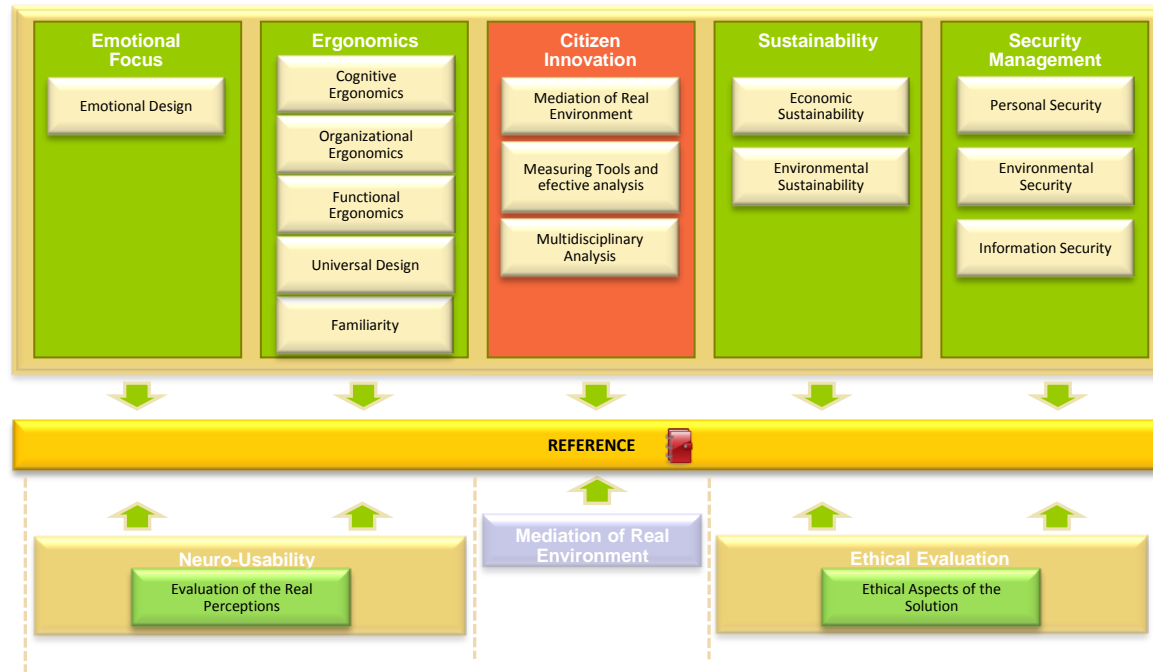 Emotional
Focus
Emotional Design
Ergonomics
Cognitive
Ergonomics
Organizational
Ergonomics
Functional
Ergonomics
Universal Design
Familiarity
Citizen
Innovation
Mediation of Real
Environment
Measuring Tools and
efective analysis
Multidisciplinary
Analysis
Sustainability
Economic
Sustainability
Environmental
Sustainability
Security
Management
Personal Security
Environmental
Security
Information Security
REFERENCE
Neuro-Usability
Evaluation of the Real
Perceptions
Mediation of Real
Environment
Ethical Evaluation
Ethical Aspects of the
Solution